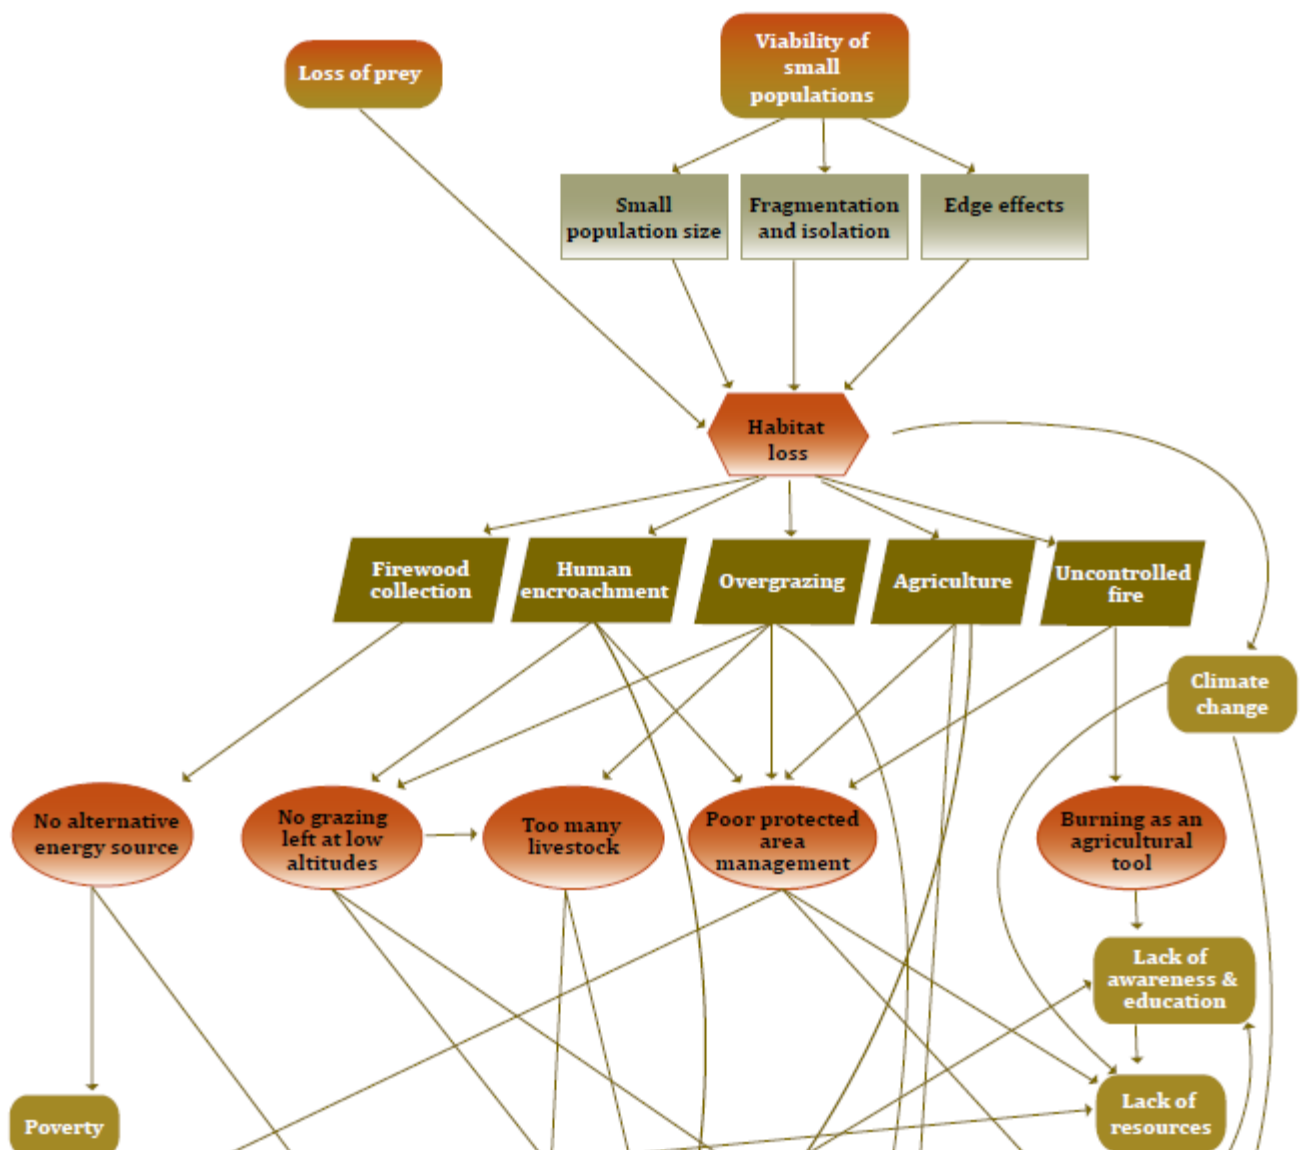 Loss of prey
Viability of
small
populations
Small
population size
Fragmentation
and isolation
Edge effects
Habitat
loss
Firewood
collection
Human
encroachment
Overgrazing
Agriculture
Uncontrolled
fire
Climate
change
No alternative
energy source
No grazing
left at low
altitudes
Too many
livestock
Poor protected
area
management
Burning as an
agricultural
tool
Lack of
awareness &
education
Lack of
resources
Poverty